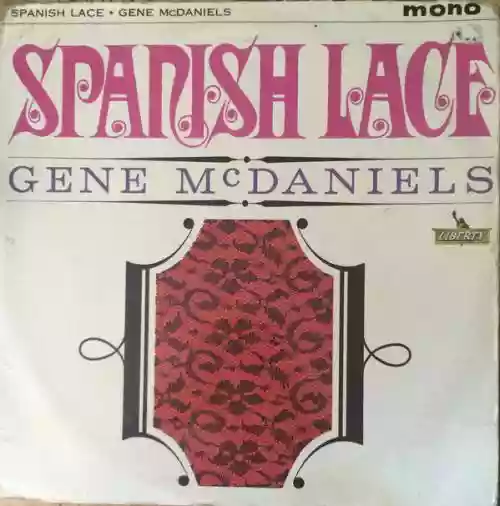 SPANISH LACE • GENE McDANIELS
mono
SPANISH LACE
GENE McDANIELS
LIBERTY